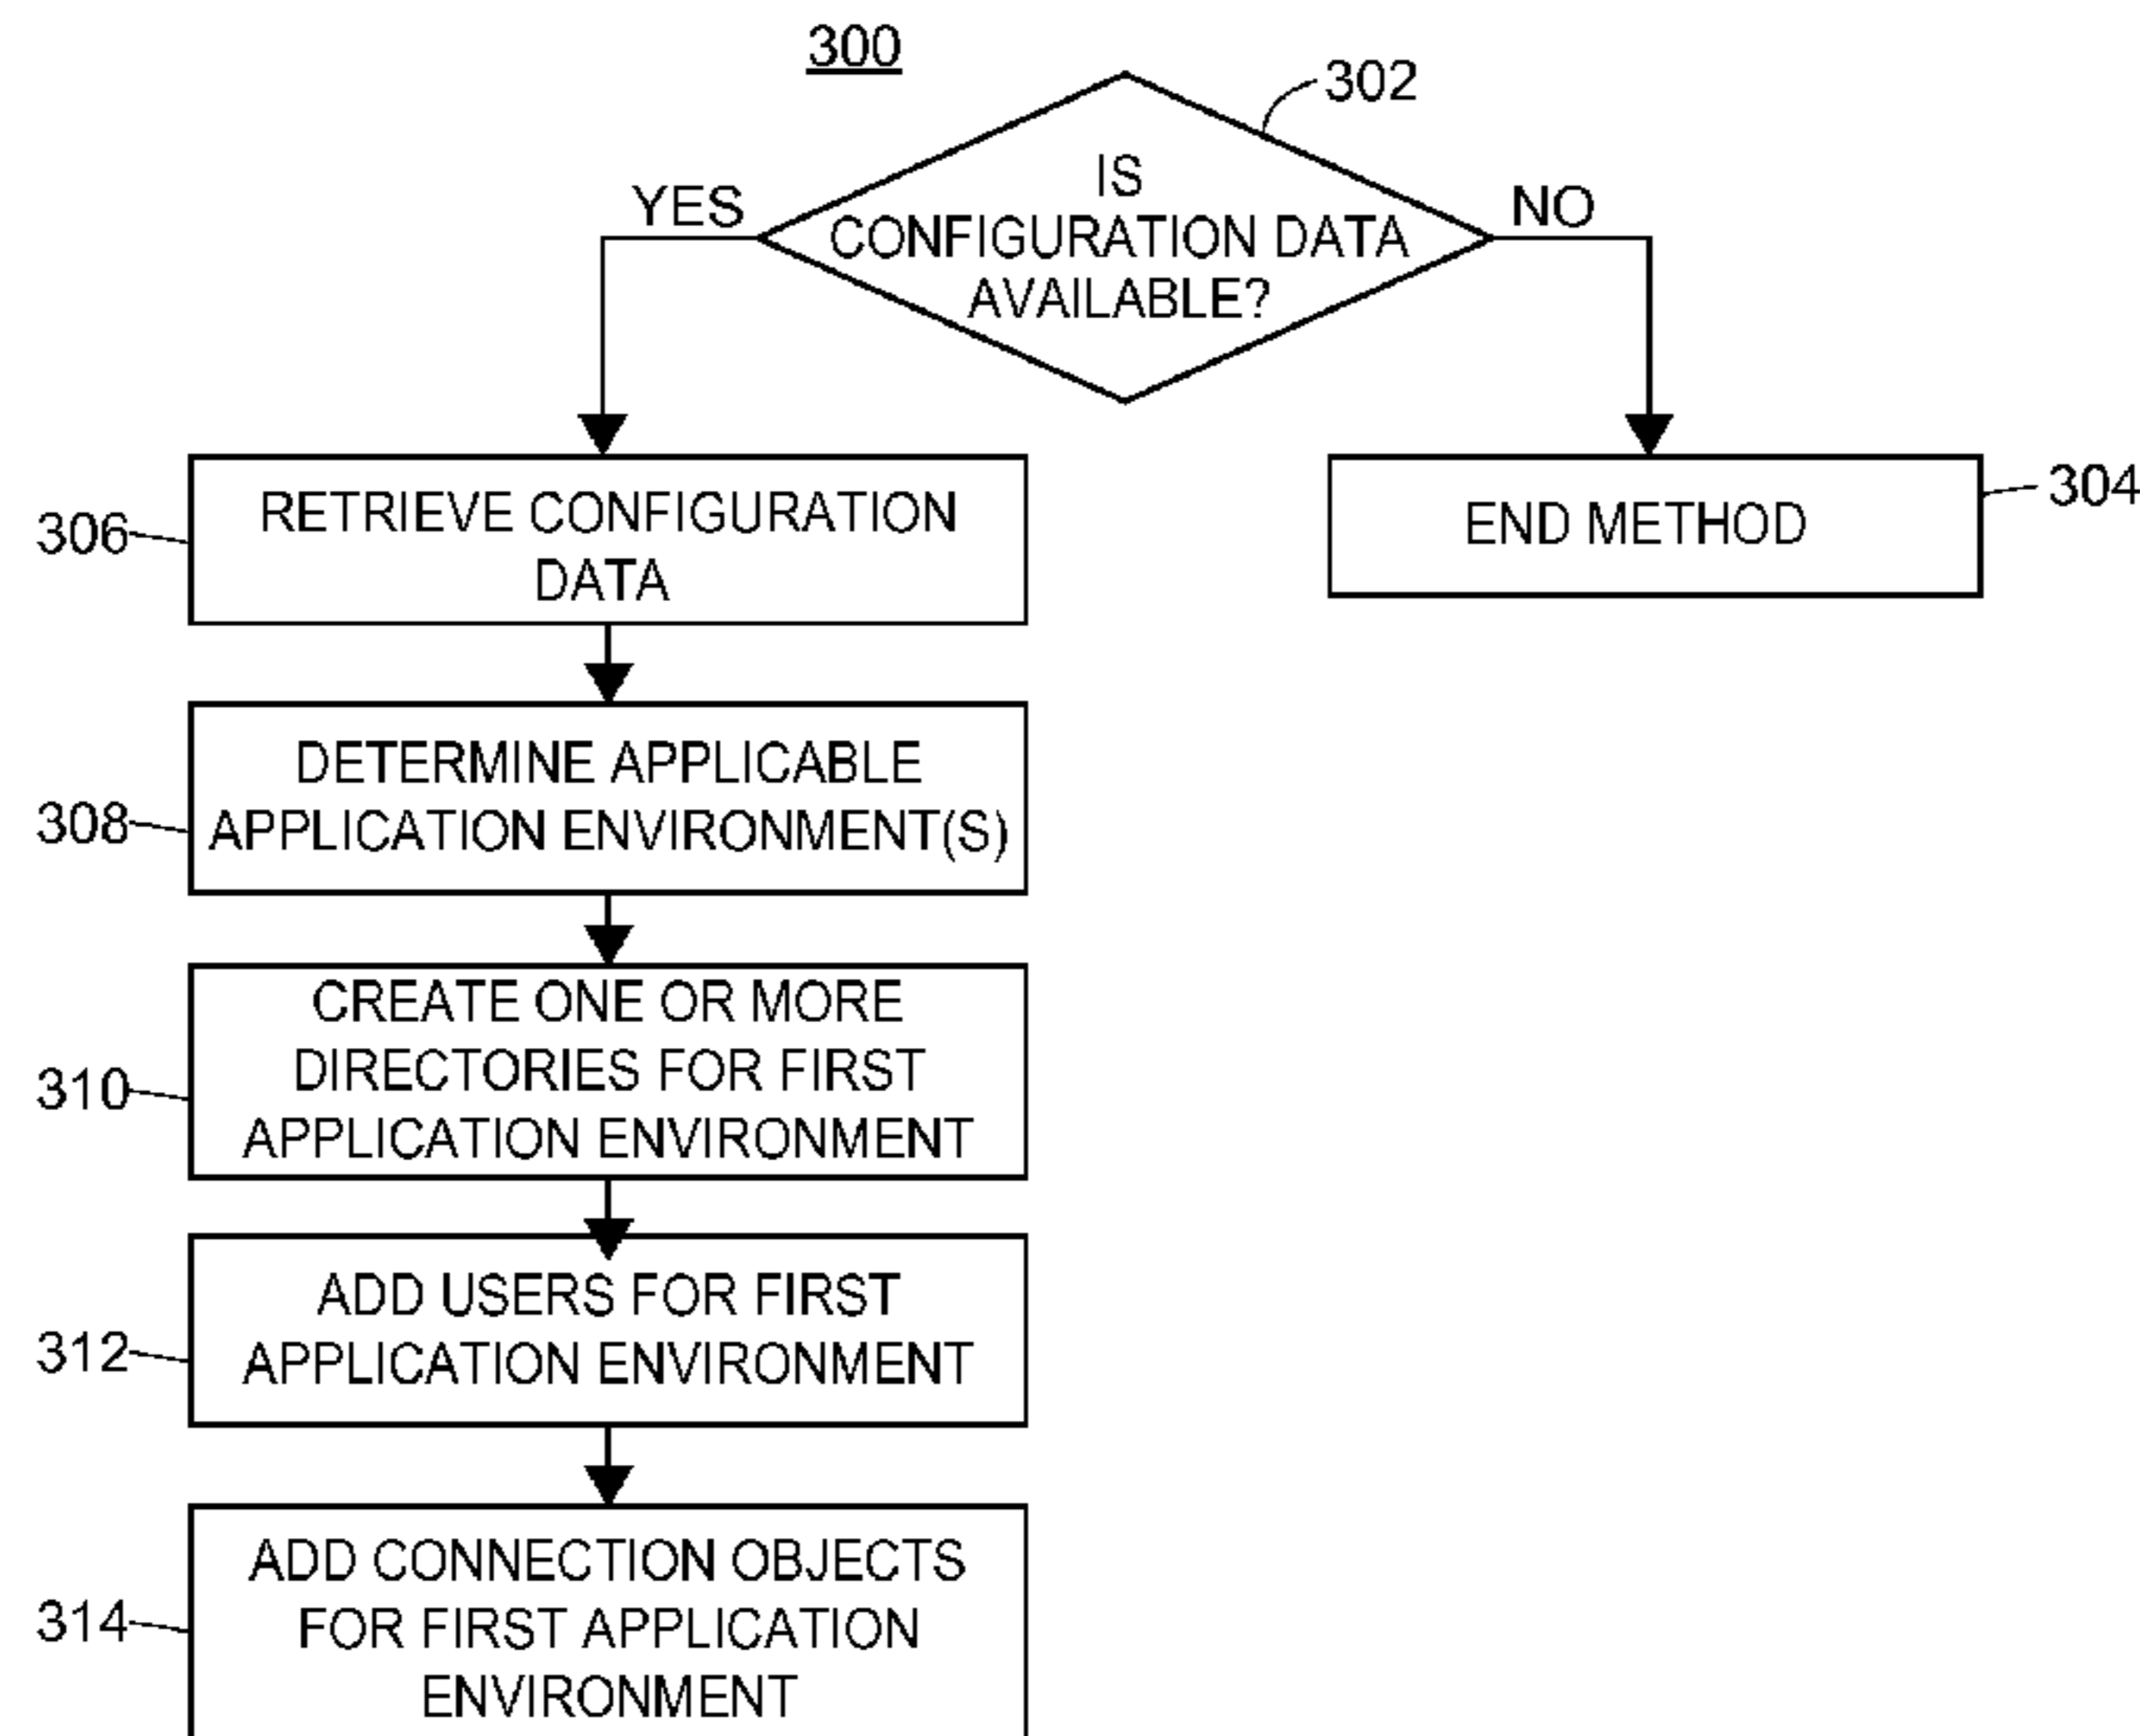 300
302
IS
CONFIGURATION DATA
AVAILABLE?
YES
NO
306
RETRIEVE CONFIGURATION
DATA
END METHOD
304
308
DETERMINE APPLICABLE
APPLICATION ENVIRONMENT(S)
310
CREATE ONE OR MORE
DIRECTORIES FOR FIRST
APPLICATION ENVIRONMENT
312
ADD USERS FOR FIRST
APPLICATION ENVIRONMENT
314
ADD CONNECTION OBJECTS
FOR FIRST APPLICATION
ENVIRONMENT